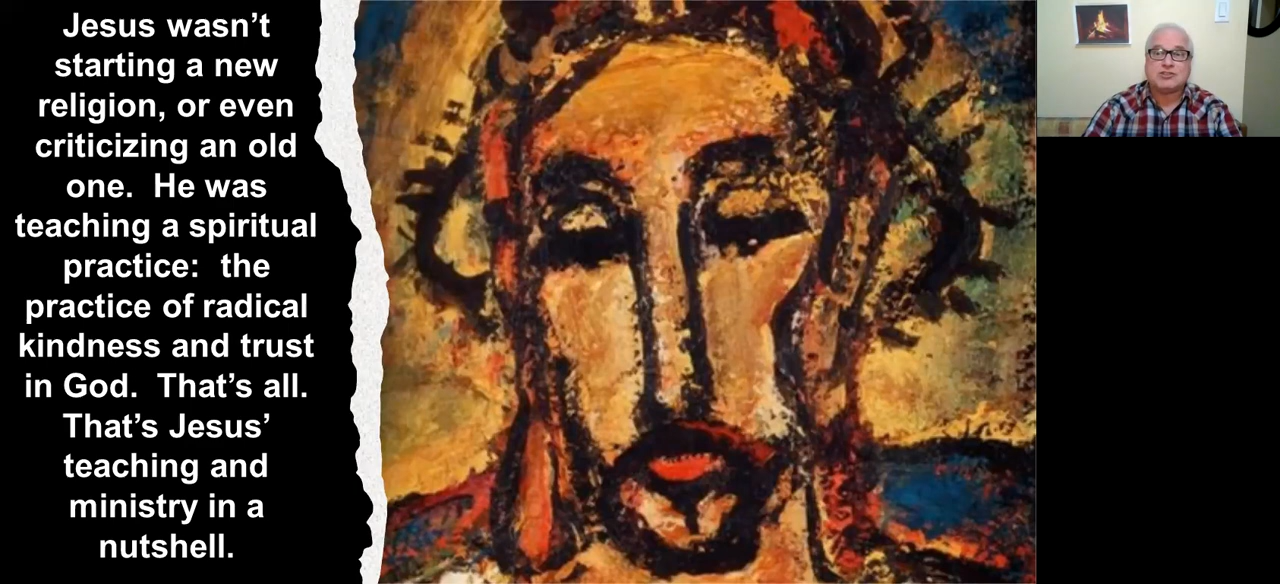 Jesus wasn’t
starting a new
religion, or even
criticizing an old
one.  He was
teaching a spiritual
practice:  the
practice of radical
kindness and trust
in God.  That’s all.
That’s Jesus’
teaching and
ministry in a
nutshell.